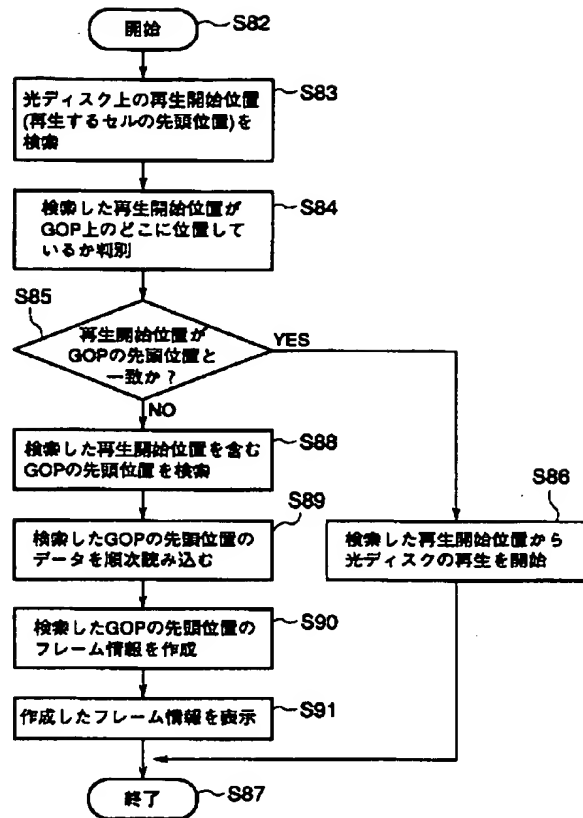 開始
S82
光ディスク上の再生開始位置
(再生するセルの先頭位置)を
検索
S83
検索した再生開始位置が
GOP上のどこに位置して
いるか判別
S84
S85
再生開始位置が
GOPの先頭位置と
一致か?
YES
NO
検索した再生開始位置を含む
GOPの先頭位置を検索
S88
S86
検索した再生開始位置から
光ディスクの再生を開始
S89
検索したGOPの先頭位置の
データを順次読み込む
検索したGOPの先頭位置の
フレーム情報を作成
S90
作成したフレーム情報を表示
S91
終了
S87